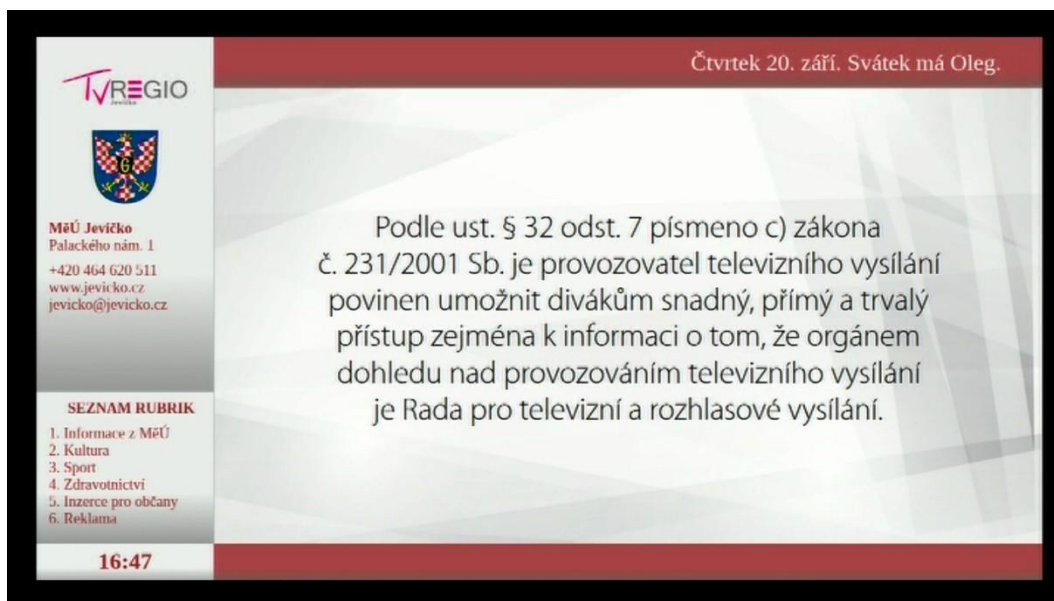 TVREGIO
Jevíčko
6
MěÚ Jevíčko
Palackého nám. 1
+420 464 620 511
www.jevicko.cz
jevicko@jevicko.cz
SEZNAM RUBRIK
1. Informace z MěÚ
2. Kultura
3. Sport
4. Zdravotnictví
5. Inzerce pro občany
6. Reklama
16:47
Čtvrtek 20. září. Svátek má Oleg.
Podle ust. § 32 odst. 7 písmeno c) zákona
č. 231/2001 Sb. je provozovatel televizního vysílání
povinen umožnit divákům snadný, přímý a trvalý
přístup zejména k informaci o tom, že orgánem
dohledu nad provozováním televizního vysílání
je Rada pro televizní a rozhlasové vysílání.